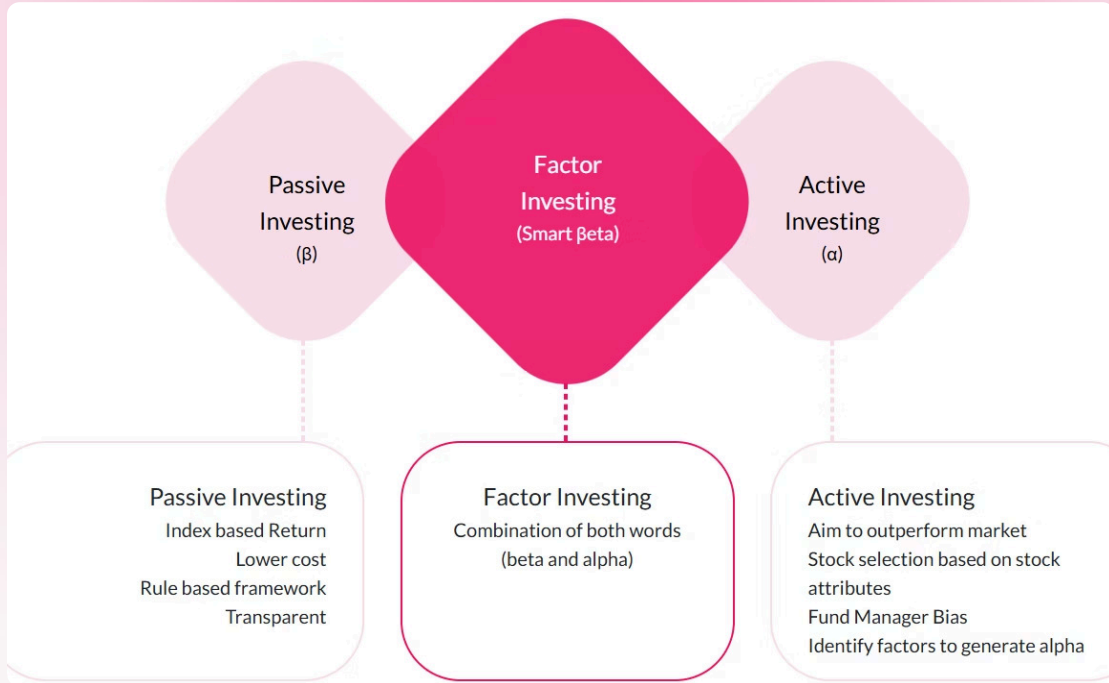 Passive
Investing
(β)
Factor
Investing
(Smart βeta)
Active
Investing
(α)
Passive Investing
Index based Return
Lower cost
Rule based framework
Transparent
Factor Investing
Combination of both words
(beta and alpha)
Active Investing
Aim to outperform market
Stock selection based on stock
attributes
Fund Manager Bias
Identify factors to generate alpha